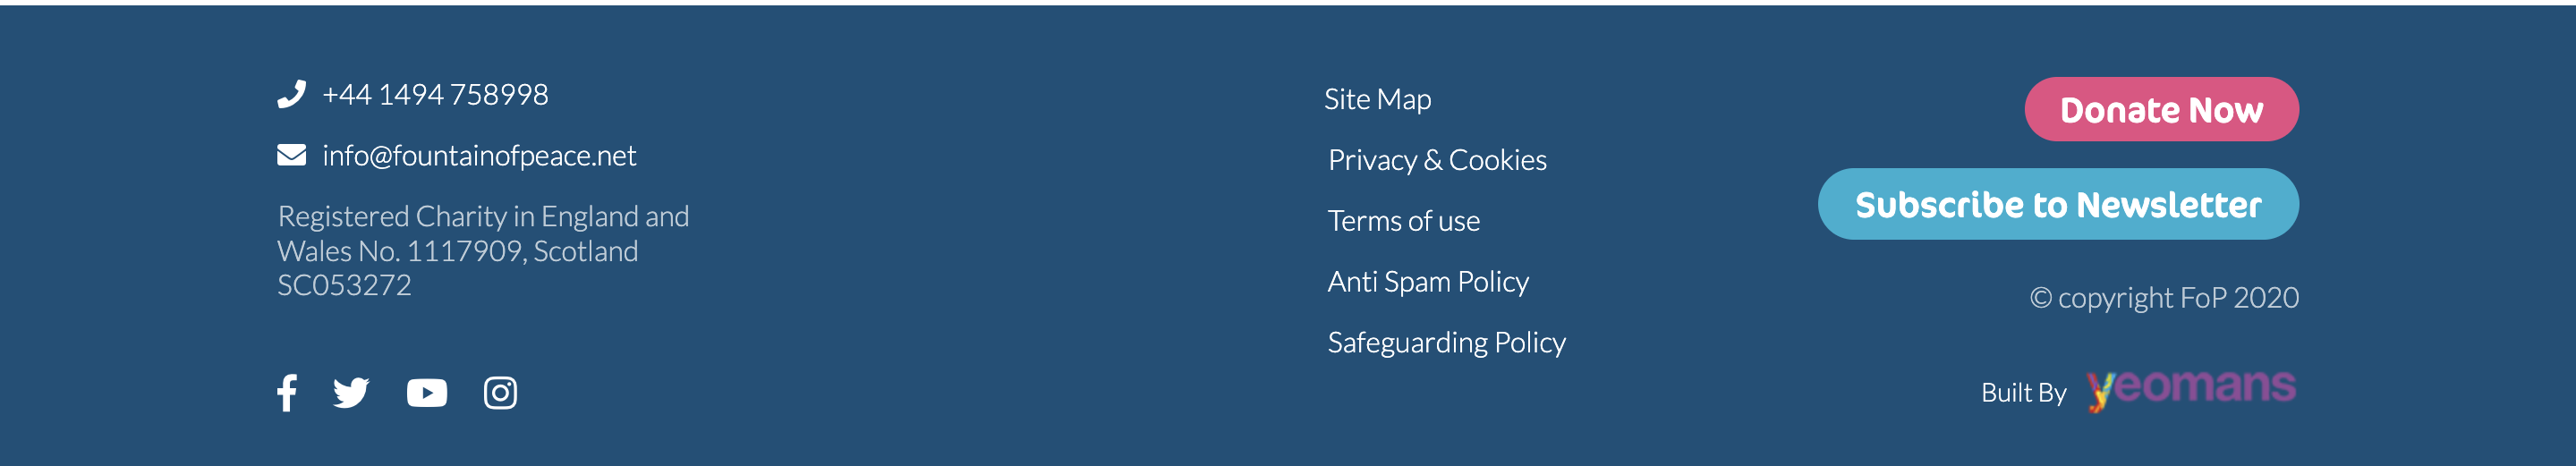 +44 1494 758998
info@fountainofpeace.net
Registered Charity in England and
Wales No. 1117909, Scotland
SC053272
Site Map
Privacy & Cookies
Terms of use
Anti Spam Policy
Safeguarding Policy
Donate Now
Subscribe to Newsletter
© copyright FoP 2020
Built By yeomans